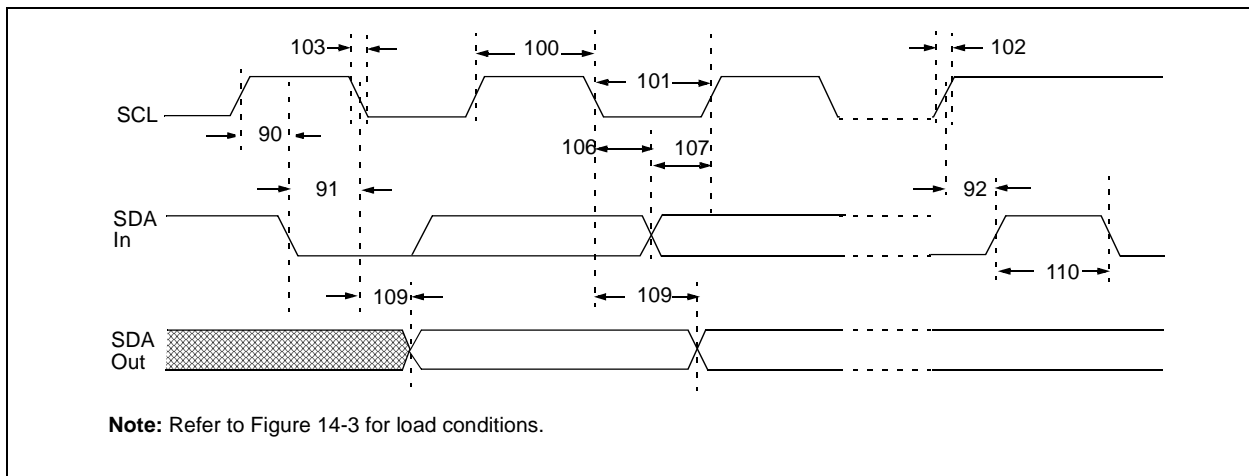 103
100
102
101
SCL
90
106
107
91
92
SDA
In
109
109
110
SDA
Out
Note: Refer to Figure 14-3 for load conditions.